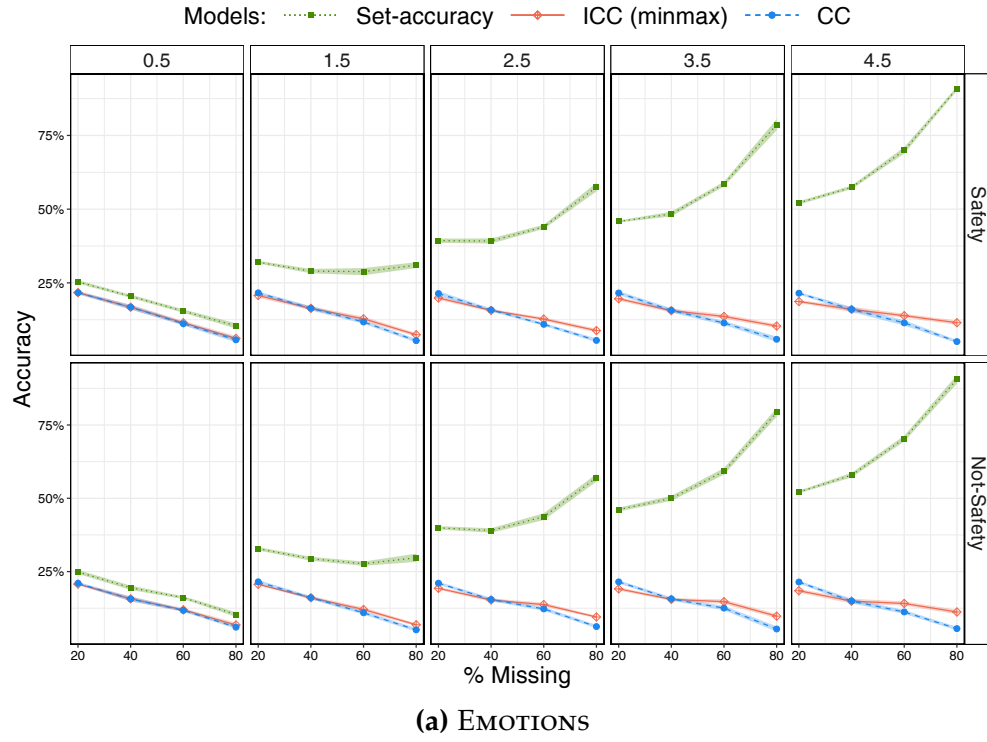 Models: Set-accuracy ICC (minmax) CC
0.5 1.5 2.5 3.5 4.5
75%
50%
25%
Safety
Accuracy
75%
50%
25%
Not-Safety
20 40 60 80 20 40 60 80 20 40 60 80 20 40 60 80 20 40 60 80
% Missing
(a) EMOTIONS